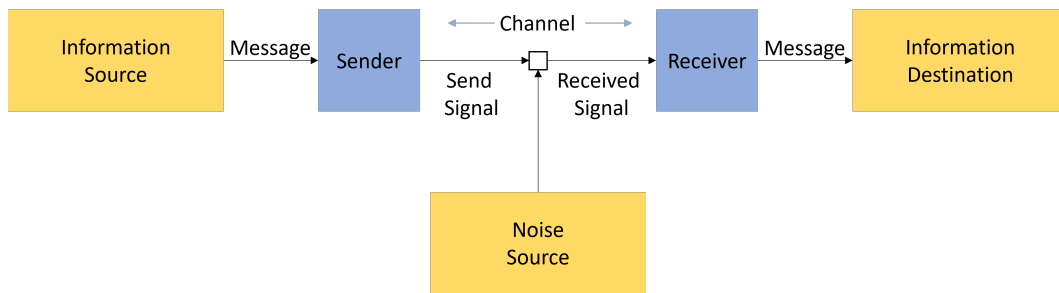 Information
Source
Message
Sender
Channel
Send
Signal
Received
Signal
Receiver
Message
Information
Destination
Noise
Source